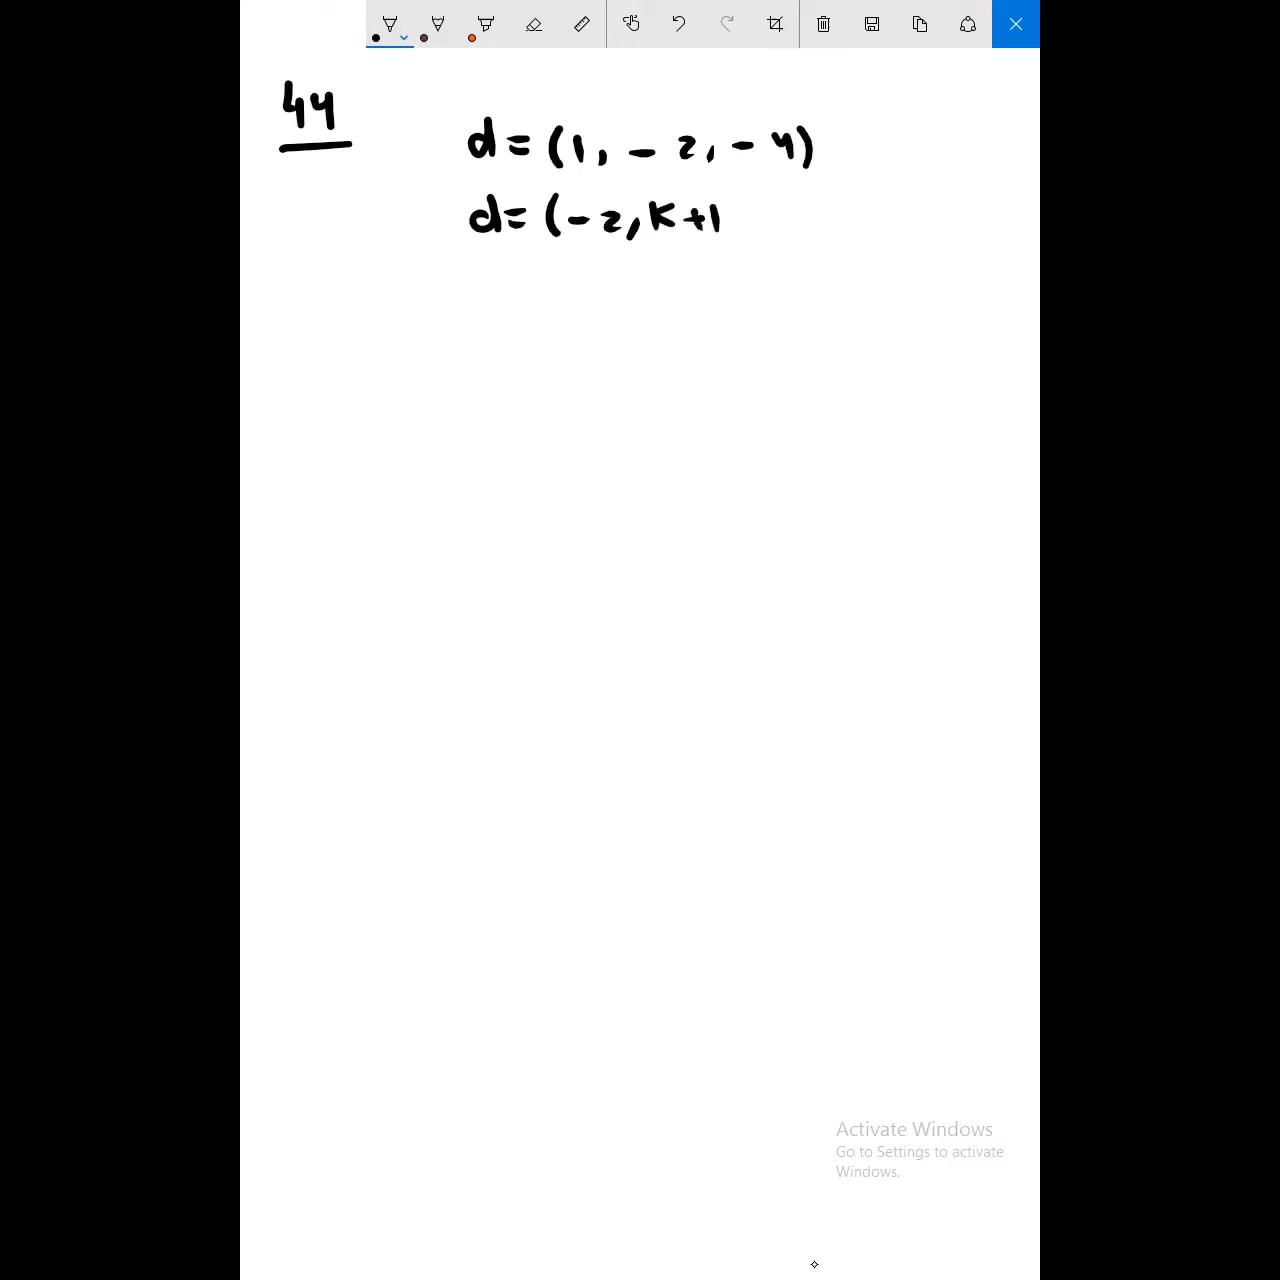 44
d = (1, - 2, - 4)
d = (- 2, K + 1
Activate Windows
Go to Settings to activate
Windows.